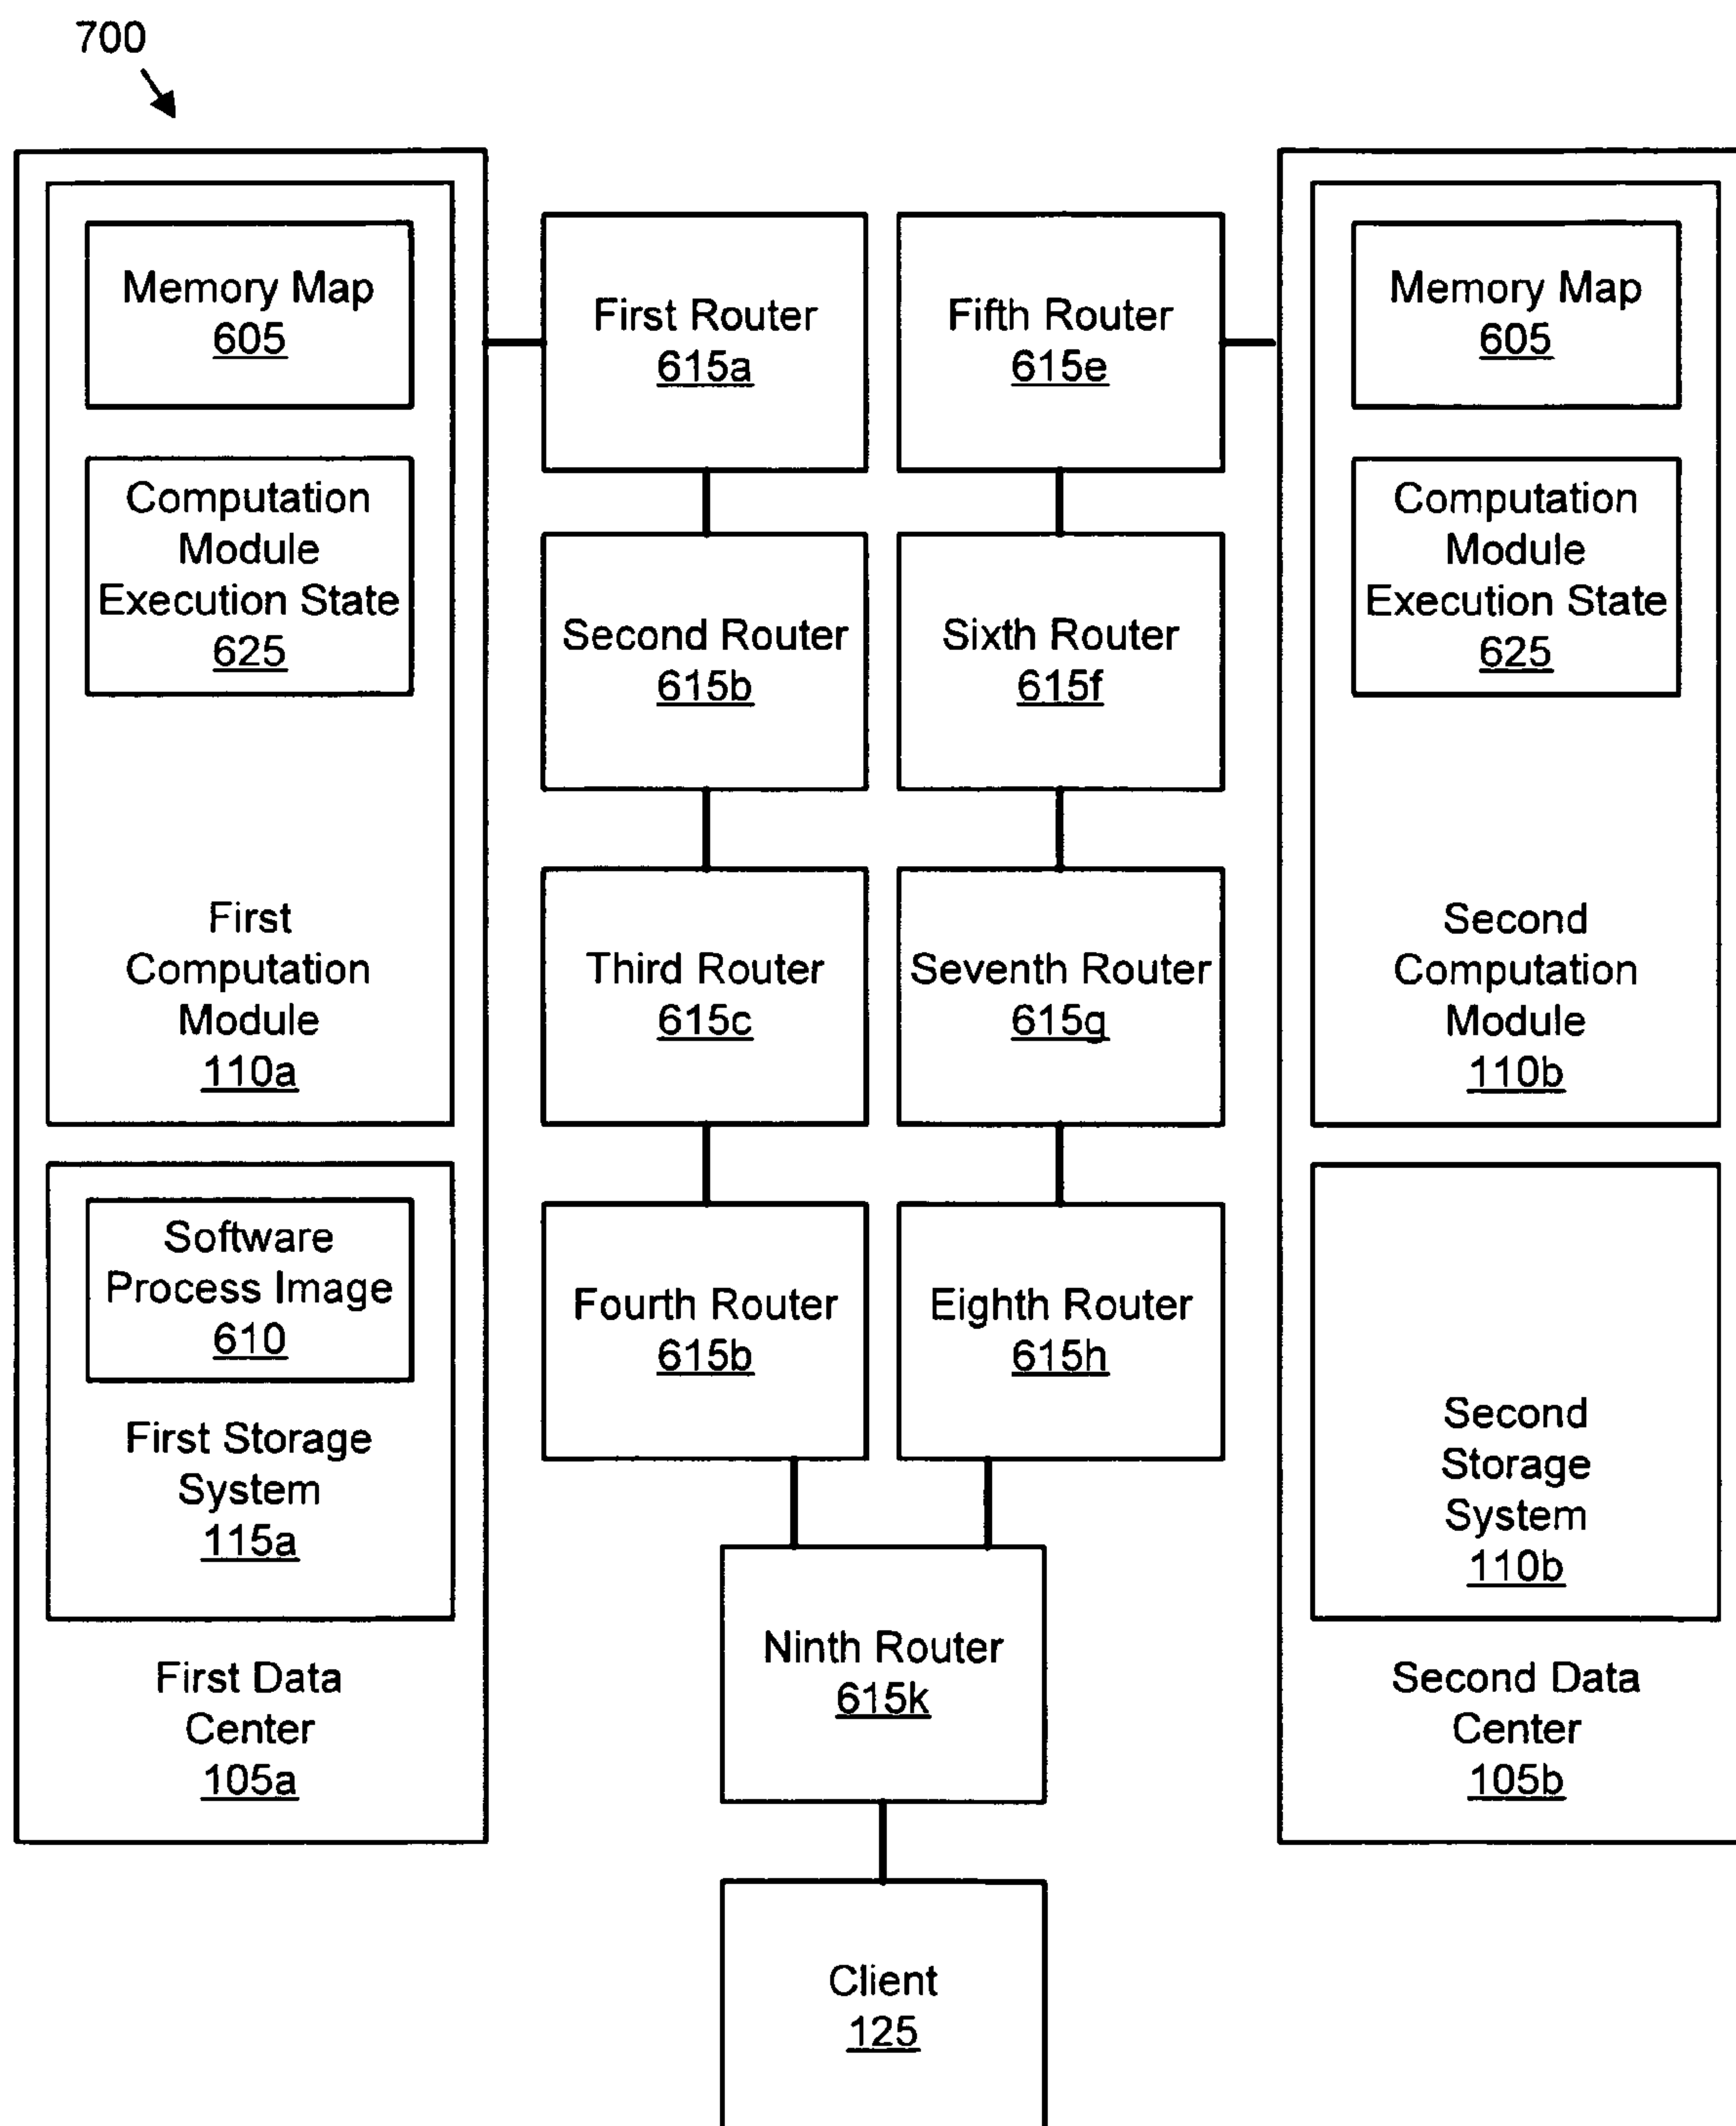 700
Memory Map
605
Computation
Module
Execution State
625
First
Computation
Module
110a
Software
Process Image
610
First Storage
System
115a
First Data
Center
105a
First Router
615a
Second Router
615b
Third Router
615c
Fourth Router
615b
Fifth Router
615e
Sixth Router
615f
Seventh Router
615g
Eighth Router
615h
Ninth Router
615k
Client
125
Memory Map
605
Computation
Module
Execution State
625
Second
Computation
Module
110b
Second
Storage
System
110b
Second Data
Center
105b